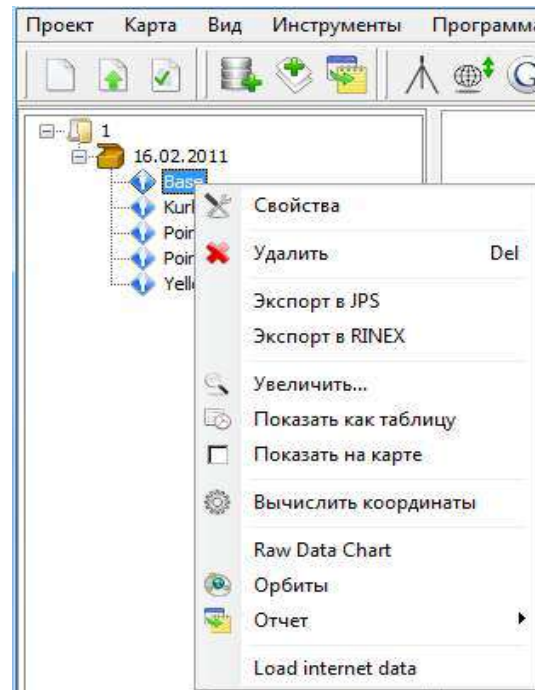 Проект Карта Вид Инструменты
1
16.02.2011
Base
Свойства
Удалить Del
Экспорт в JPS
Экспорт в RINEX
Увеличить...
Показать как таблицу
Показать на карте
Вычислить координаты
Raw Data Chart
Орбиты
Отчет
Load internet data